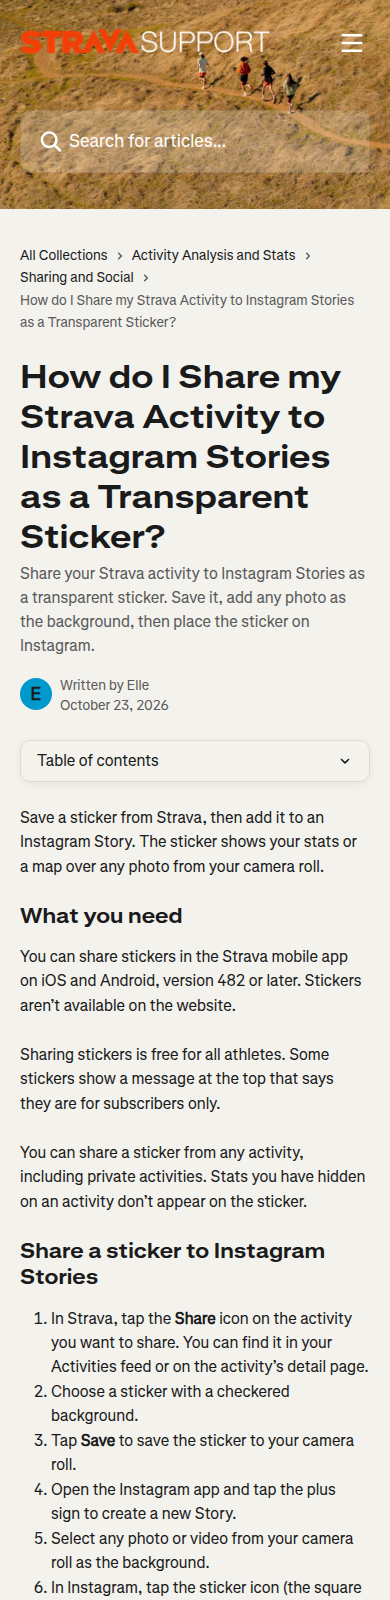 STRAVA SUPPORT
Search for articles...
All Collections > Activity Analysis and Stats >
Sharing and Social >
How do I Share my Strava Activity to Instagram Stories
as a Transparent Sticker?
How do I Share my
Strava Activity to
Instagram Stories
as a Transparent
Sticker?
Share your Strava activity to Instagram Stories as
a transparent sticker. Save it, add any photo as
the background, then place the sticker on
Instagram.
E
Written by Elle
October 23, 2026
Table of contents
Save a sticker from Strava, then add it to an
Instagram Story. The sticker shows your stats or
a map over any photo from your camera roll.
What you need
You can share stickers in the Strava mobile app
on iOS and Android, version 482 or later. Stickers
aren’t available on the website.
Sharing stickers is free for all athletes. Some
stickers show a message at the top that says
they are for subscribers only.
You can share a sticker from any activity,
including private activities. Stats you have hidden
on an activity don’t appear on the sticker.
Share a sticker to Instagram
Stories
1. In Strava, tap the Share icon on the activity
you want to share. You can find it in your
Activities feed or on the activity’s detail page.
2. Choose a sticker with a checkered
background.
3. Tap Save to save the sticker to your camera
roll.
4. Open the Instagram app and tap the plus
sign to create a new Story.
5. Select any photo or video from your camera
roll as the background.
6. In Instagram, tap the sticker icon (the square